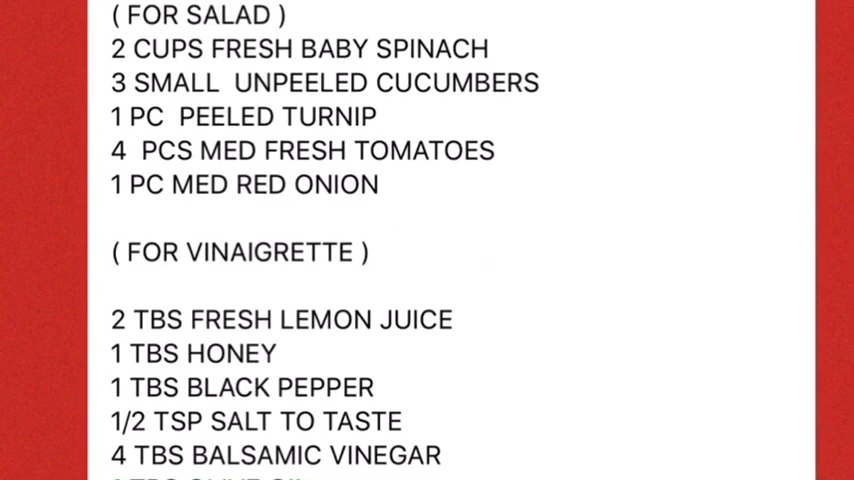 ( FOR SALAD )
2 CUPS FRESH BABY SPINACH
3 SMALL  UNPEELED CUCUMBERS
1 PC  PEELED TURNIP
4  PCS MED FRESH TOMATOES
1 PC MED RED ONION
( FOR VINAIGRETTE )
2 TBS FRESH LEMON JUICE
1 TBS HONEY
1 TBS BLACK PEPPER
1/2 TSP SALT TO TASTE
4 TBS BALSAMIC VINEGAR